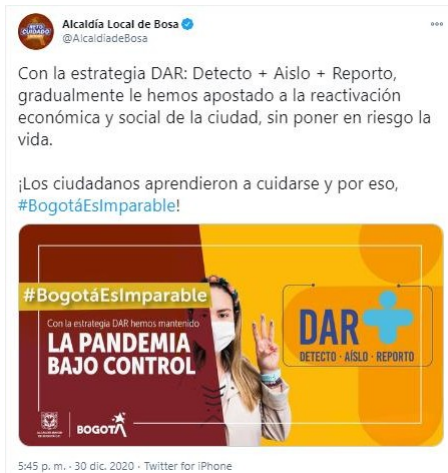 RETO
CUIDADO
Alcaldía Local de Bosa
@AlcaldiadeBosa
Con la estrategia DAR: Detecto + Aislo + Reporto,
gradualmente le hemos apostado a la reactivación
económica y social de la ciudad, sin poner en riesgo la
vida.
¡Los ciudadanos aprendieron a cuidarse y por eso,
#BogotáEsImparable!
#BogotáEsImparable
Con la estrategia DAR hemos mantenido
LA PANDEMIA
BAJO CONTROL
DAR
DETECTO · AÍSLO · REPORTO
BOGOTÁ
5:45 p. m. · 30 dic. 2020 · Twitter for iPhone